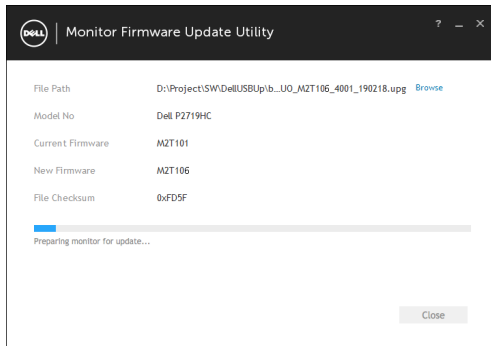 DELL Monitor Firmware Update Utility ? _ ×
File Path D:\Project\SW\DellUSBUp\b...UO_M2T106_4001_190218.upg Browse
Model No Dell P2719HC
Current Firmware M2T101
New Firmware M2T106
File Checksum 0xFD5F
Preparing monitor for update...
Close